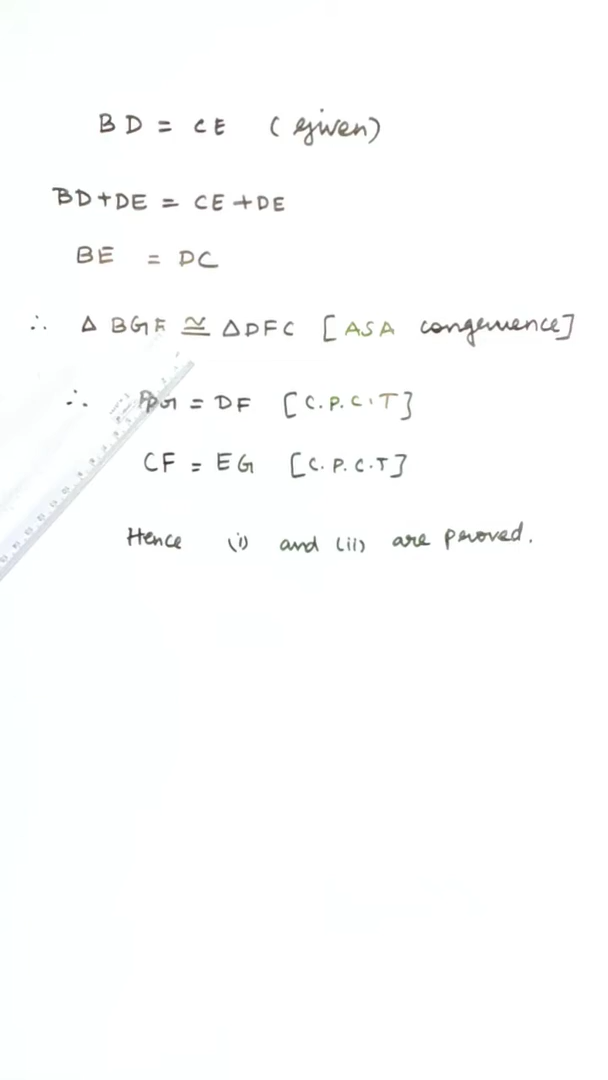 BD = CE (given)
BD+DE = CE+DE
BE = DC
∴ Δ BGE ≅ ΔDFC [ASA congruence]
∴ = DF [C.P.C.T]
CF = EG [C.P.C.T]
Hence (i) and (ii) are proved.